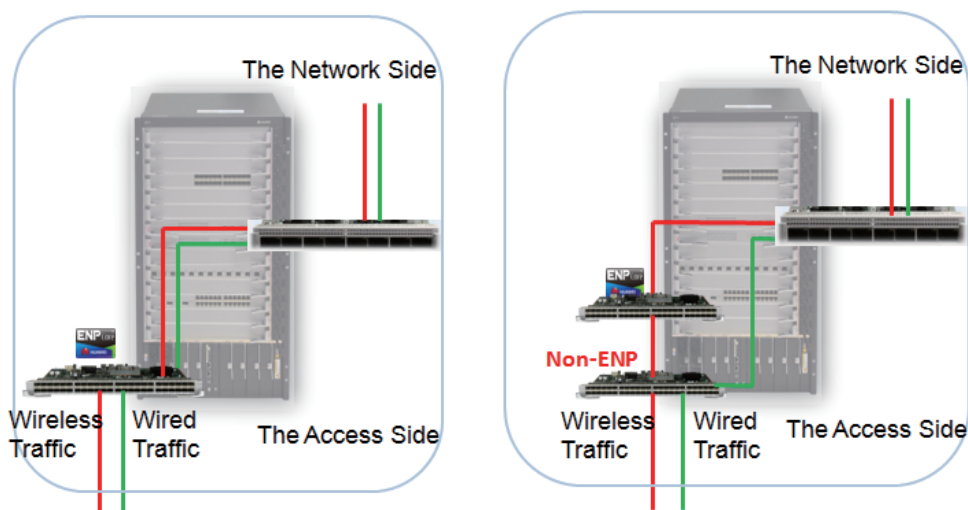 The Network Side
ENP
Wireless
Traffic
Wired
Traffic
The Access Side
The Network Side
ENP
Non-ENP
Wireless
Traffic
Wired
Traffic
The Access Side